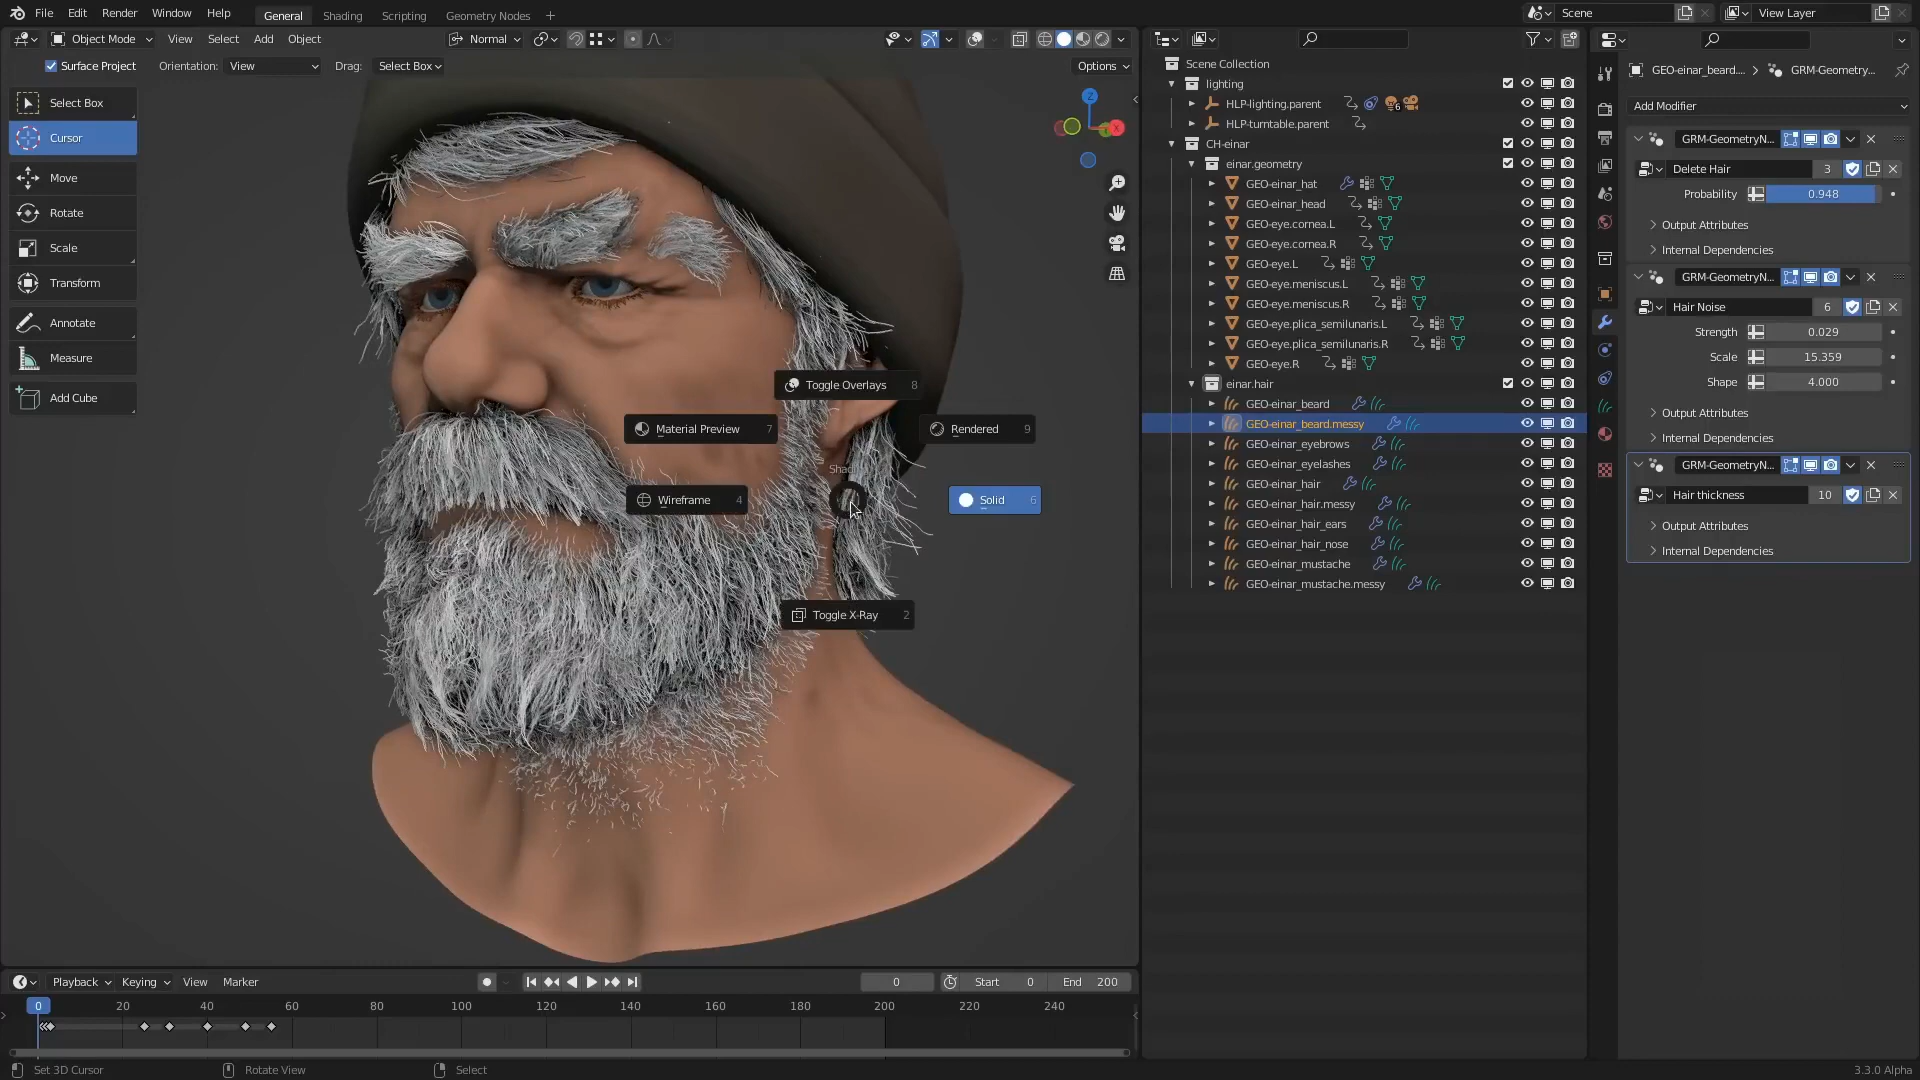 File Edit Render Window Help General Shading Scripting Geometry Nodes + Scene View Layer
Object Mode View Select Add Object Normal
Surface Project Orientation: View Drag: Select Box Options
Select Box
Cursor
Move
Rotate
Scale
Transform
Annotate
Measure
Add Cube
Z
X
Toggle Overlays 8
Material Preview 7
Rendered 9
Wireframe 4
Solid 6
Toggle X-Ray 2
Scene Collection
lighting
HLP-lighting.parent 6
HLP-turntable.parent
CH-einar
einar.geometry
GEO-einar_hat
GEO-einar_head
GEO-eye.cornea.L
GEO-eye.cornea.R
GEO-eye.L
GEO-eye.meniscus.L
GEO-eye.meniscus.R
GEO-eye.plica_semilunaris.L
GEO-eye.plica_semilunaris.R
GEO-eye.R
einar.hair
GEO-einar_beard
GEO-einar_beard.messy
GEO-einar_eyebrows
GEO-einar_eyelashes
GEO-einar_hair
GEO-einar_hair.messy
GEO-einar_hair_ears
GEO-einar_hair_nose
GEO-einar_mustache
GEO-einar_mustache.messy
GEO-einar_beard.... > GRM-Geometry...
Add Modifier
GRM-GeometryN...
Delete Hair 3
Probability 0.948
Output Attributes
Internal Dependencies
GRM-GeometryN...
Hair Noise 6
Strength 0.029
Scale 15.359
Shape 4.000
Output Attributes
Internal Dependencies
GRM-GeometryN...
Hair thickness 10
Output Attributes
Internal Dependencies
Playback Keying View Marker 0 Start 0 End 200
0 20 40 60 80 100 120 140 160 180 200 220 240
Set 3D Cursor Rotate View Select 3.3.0 Alpha